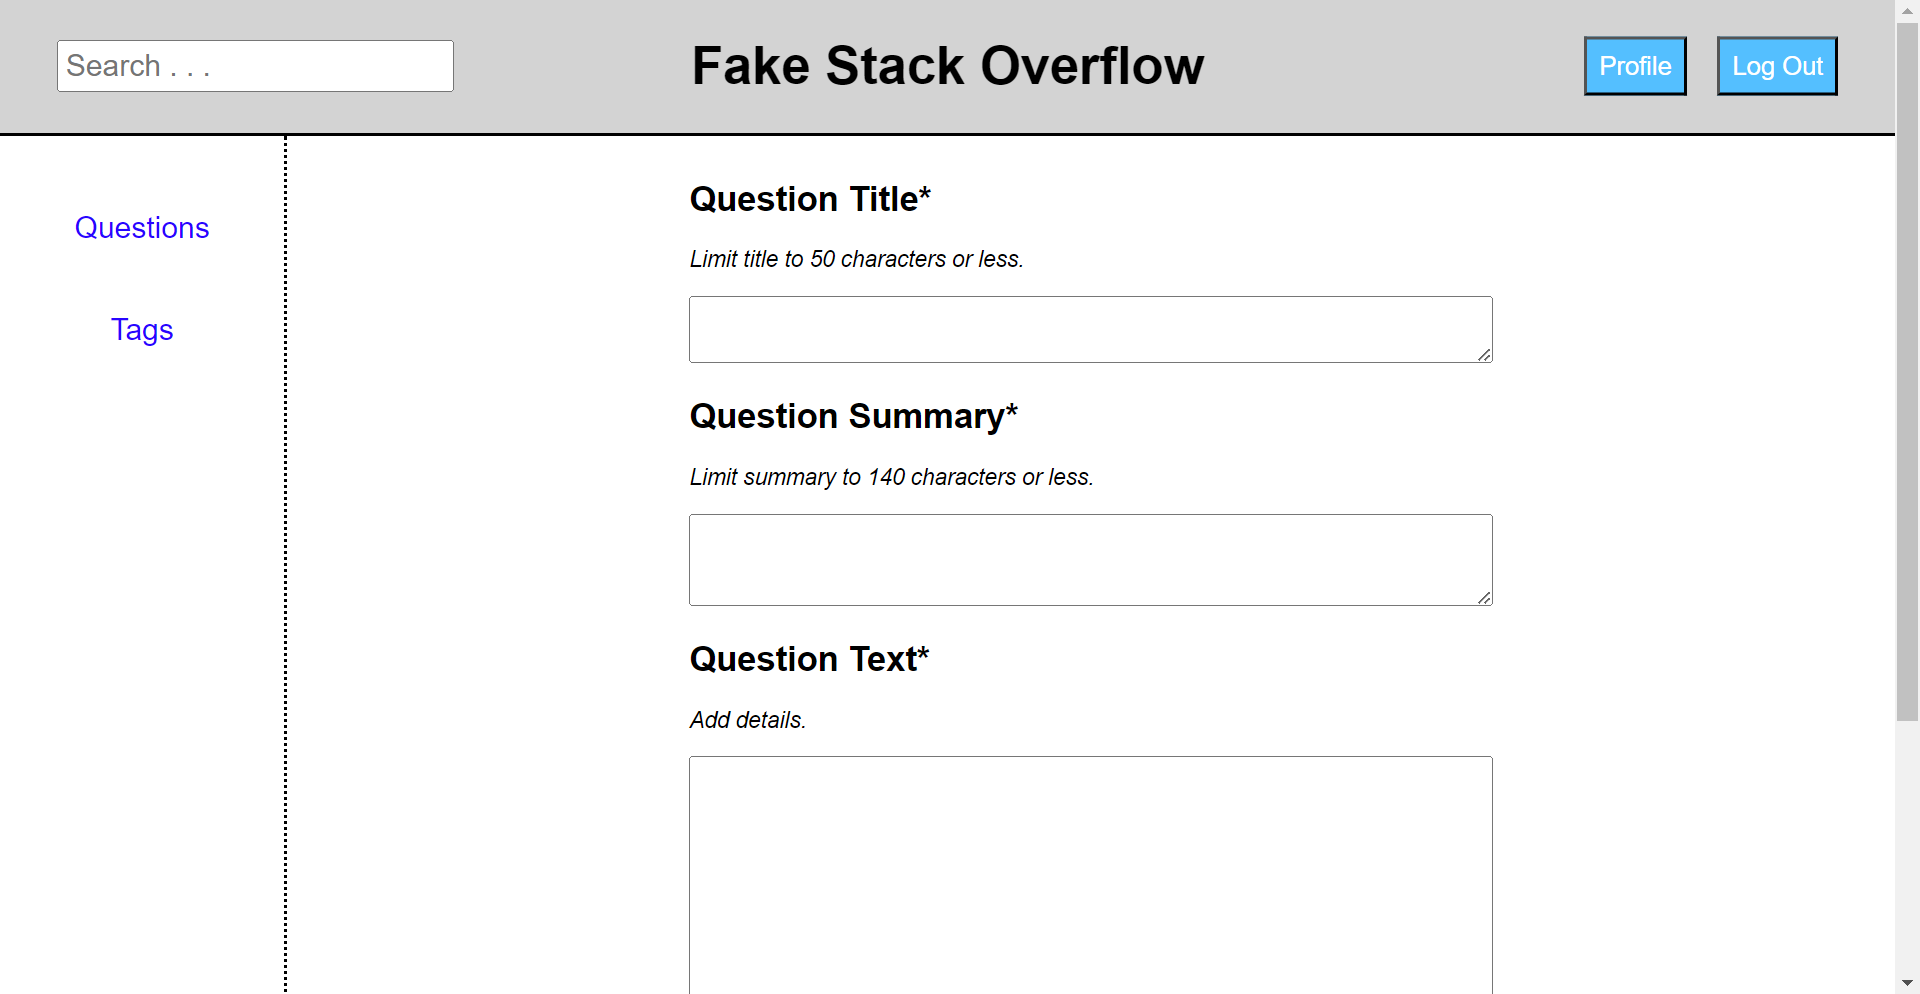 Search . . .
Fake Stack Overflow
Profile
Log Out
Questions
Tags
Question Title*
Limit title to 50 characters or less.
Question Summary*
Limit summary to 140 characters or less.
Question Text*
Add details.